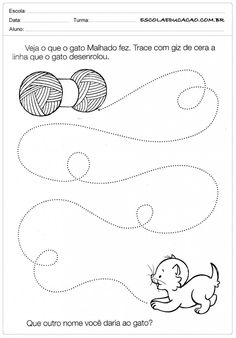 Escola:
Data: Turma: ESCOLAEDUCACAO.COM.BR
Aluno:
Veja o que o gato Malhado fez. Trace com giz de cera a
linha que o gato desenrolou.
Que outro nome você daria ao gato?